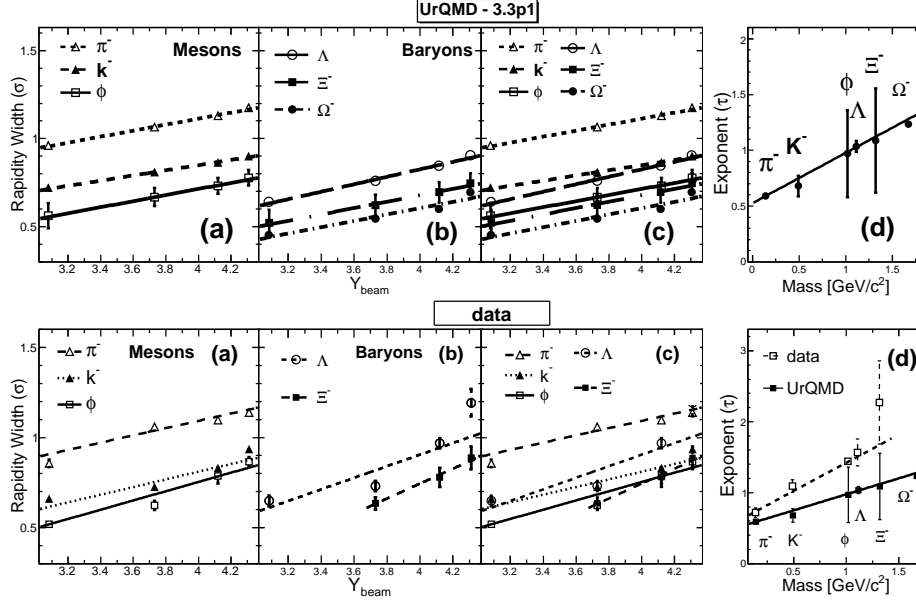 UrQMD - 3.3p1
Rapidity Width (σ)
1.5
1
0.5
π⁻
k⁻
ϕ
Mesons
(a)
3.2 3.4 3.6 3.8 4 4.2
Λ
Ξ⁻
Ω⁻
Baryons
(b)
3.2 3.4 3.6 3.8 4 4.2
Y_beam
π⁻ Λ
k⁻ Ξ⁻
ϕ Ω⁻
(c)
3.2 3.4 3.6 3.8 4 4.2
Exponent (τ)
2
1.5
1
0.5
0
π⁻ K⁻ ϕ Λ Ξ⁻ Ω⁻
(d)
0 0.5 1 1.5
Mass [GeV/c²]
data
Rapidity Width (σ)
1.5
1
0.5
π⁻
k⁻
ϕ
Mesons
(a)
3.2 3.4 3.6 3.8 4 4.2
Λ
Ξ⁻
Baryons
(b)
3.2 3.4 3.6 3.8 4 4.2
Y_beam
π⁻ Λ
k⁻
ϕ Ξ⁻
(c)
3.2 3.4 3.6 3.8 4 4.2
Exponent (τ)
3
2
1
0
data
UrQMD
(d)
π⁻ K⁻ ϕ Λ Ξ⁻ Ω⁻
0.5 1 1.5
Mass [GeV/c²]